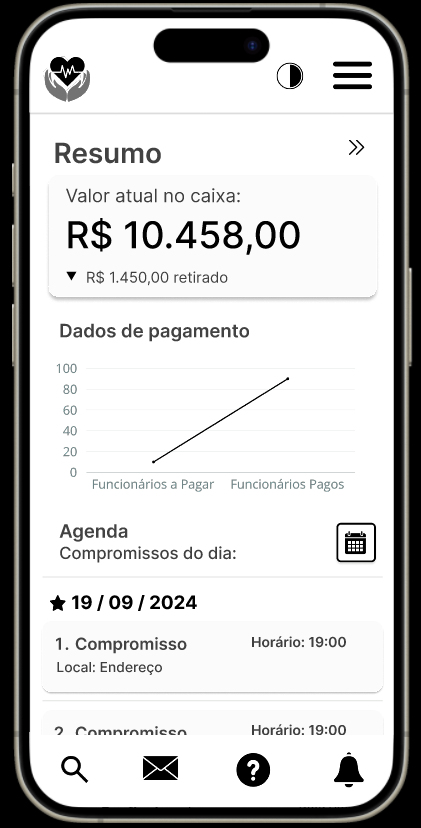 Resumo
Valor atual no caixa:
R$ 10.458,00
R$ 1.450,00 retirado
Dados de pagamento
100
80
60
40
20
0
Funcionários a Pagar Funcionários Pagos
Agenda
Compromissos do dia:
19 / 09 / 2024
1. Compromisso Horário: 19:00
Local: Endereço
2. Compromisso Horário: 19:00
?